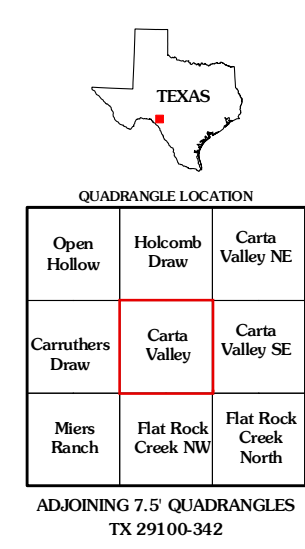 TEXAS
QUADRANGLE LOCATION
Open
Hollow
Holcomb
Draw
Carta
Valley NE
Carruthers
Draw
Carta
Valley
Carta
Valley SE
Miers
Ranch
Flat Rock
Creek NW
Flat Rock
Creek
North
ADJOINING 7.5' QUADRANGLES
TX 29100-342